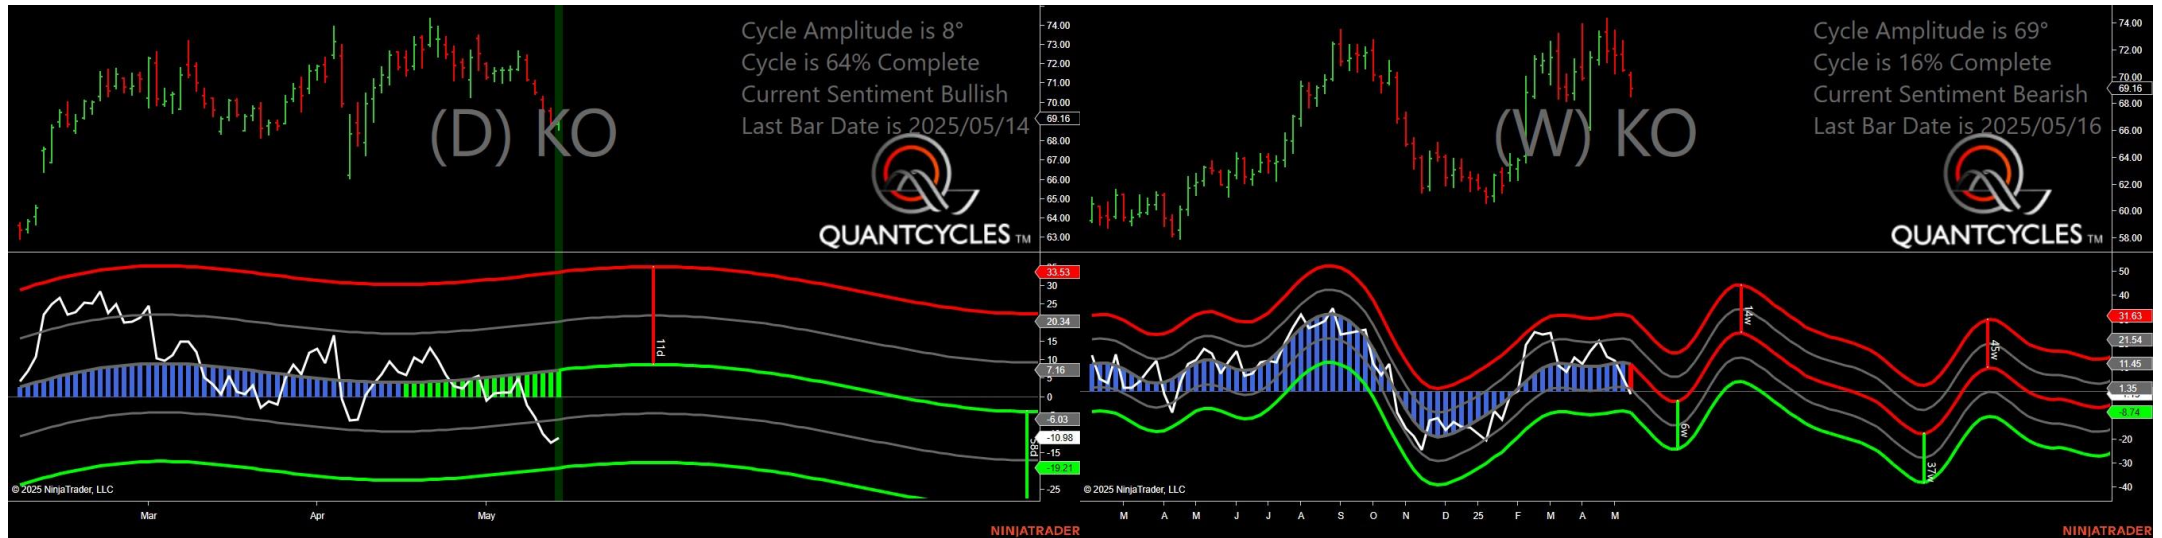 Cycle Amplitude is 8°
Cycle is 64% Complete
Current Sentiment Bullish
Last Bar Date is 2025/05/14
(D) KO
QUANTCYCLES TM
74.00
73.00
72.00
71.00
70.00
69.16
68.00
67.00
66.00
65.00
64.00
63.00
33.53
30
25
20.34
15
10
7.16
5
0
-6.03
-10.98
-15
-19.21
-25
11d
© 2025 NinjaTrader, LLC
Mar Apr May
NINJATRADER
Cycle Amplitude is 69°
Cycle is 16% Complete
Current Sentiment Bearish
Last Bar Date is 2025/05/16
(W) KO
QUANTCYCLES TM
74.00
72.00
70.00
69.16
68.00
66.00
64.00
62.00
60.00
58.00
50
40
31.63
21.54
11.45
1.35
-8.74
-20
-30
-40
14w
45w
6w
37w
© 2025 NinjaTrader, LLC
M A M J J A S O N D 25 F M A M
NINJATRADER